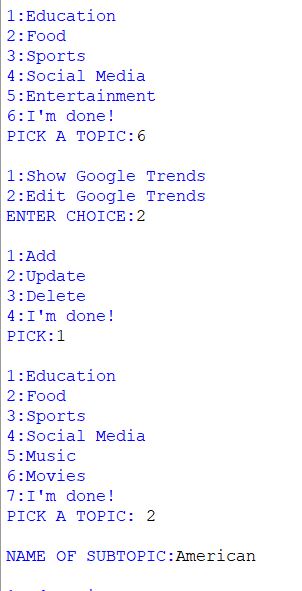 1:Education
2:Food
3:Sports
4:Social Media
5:Entertainment
6:I'm done!
PICK A TOPIC:6
1:Show Google Trends
2:Edit Google Trends
ENTER CHOICE:2
1:Add
2:Update
3:Delete
4:I'm done!
PICK:1
1:Education
2:Food
3:Sports
4:Social Media
5:Music
6:Movies
7:I'm done!
PICK A TOPIC: 2
NAME OF SUBTOPIC:American